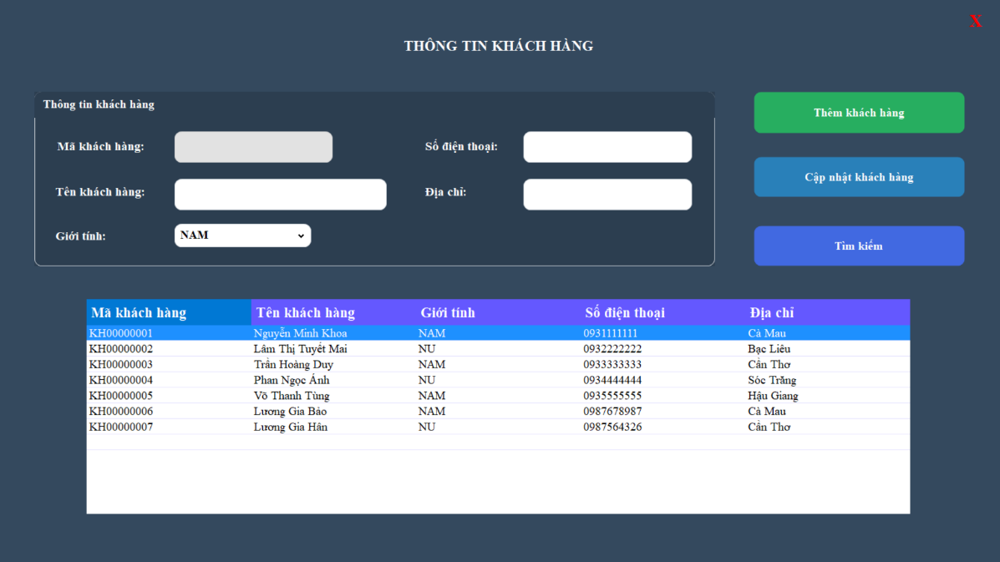 X
THÔNG TIN KHÁCH HÀNG
Thông tin khách hàng
Mã khách hàng:
Số điện thoại:
Tên khách hàng:
Địa chỉ:
Giới tính:
NAM
Thêm khách hàng
Cập nhật khách hàng
Tìm kiếm
Mã khách hàng Tên khách hàng Giới tính Số điện thoại Địa chỉ
KH00000001 Nguyễn Minh Khoa NAM 0931111111 Cà Mau
KH00000002 Lâm Thị Tuyết Mai NU 0932222222 Bạc Liêu
KH00000003 Trần Hoàng Duy NAM 0933333333 Cần Thơ
KH00000004 Phan Ngọc Ánh NU 0934444444 Sóc Trăng
KH00000005 Võ Thanh Tùng NAM 0935555555 Hậu Giang
KH00000006 Lương Gia Bảo NAM 0987678987 Cà Mau
KH00000007 Lương Gia Hân NU 0987564326 Cần Thơ